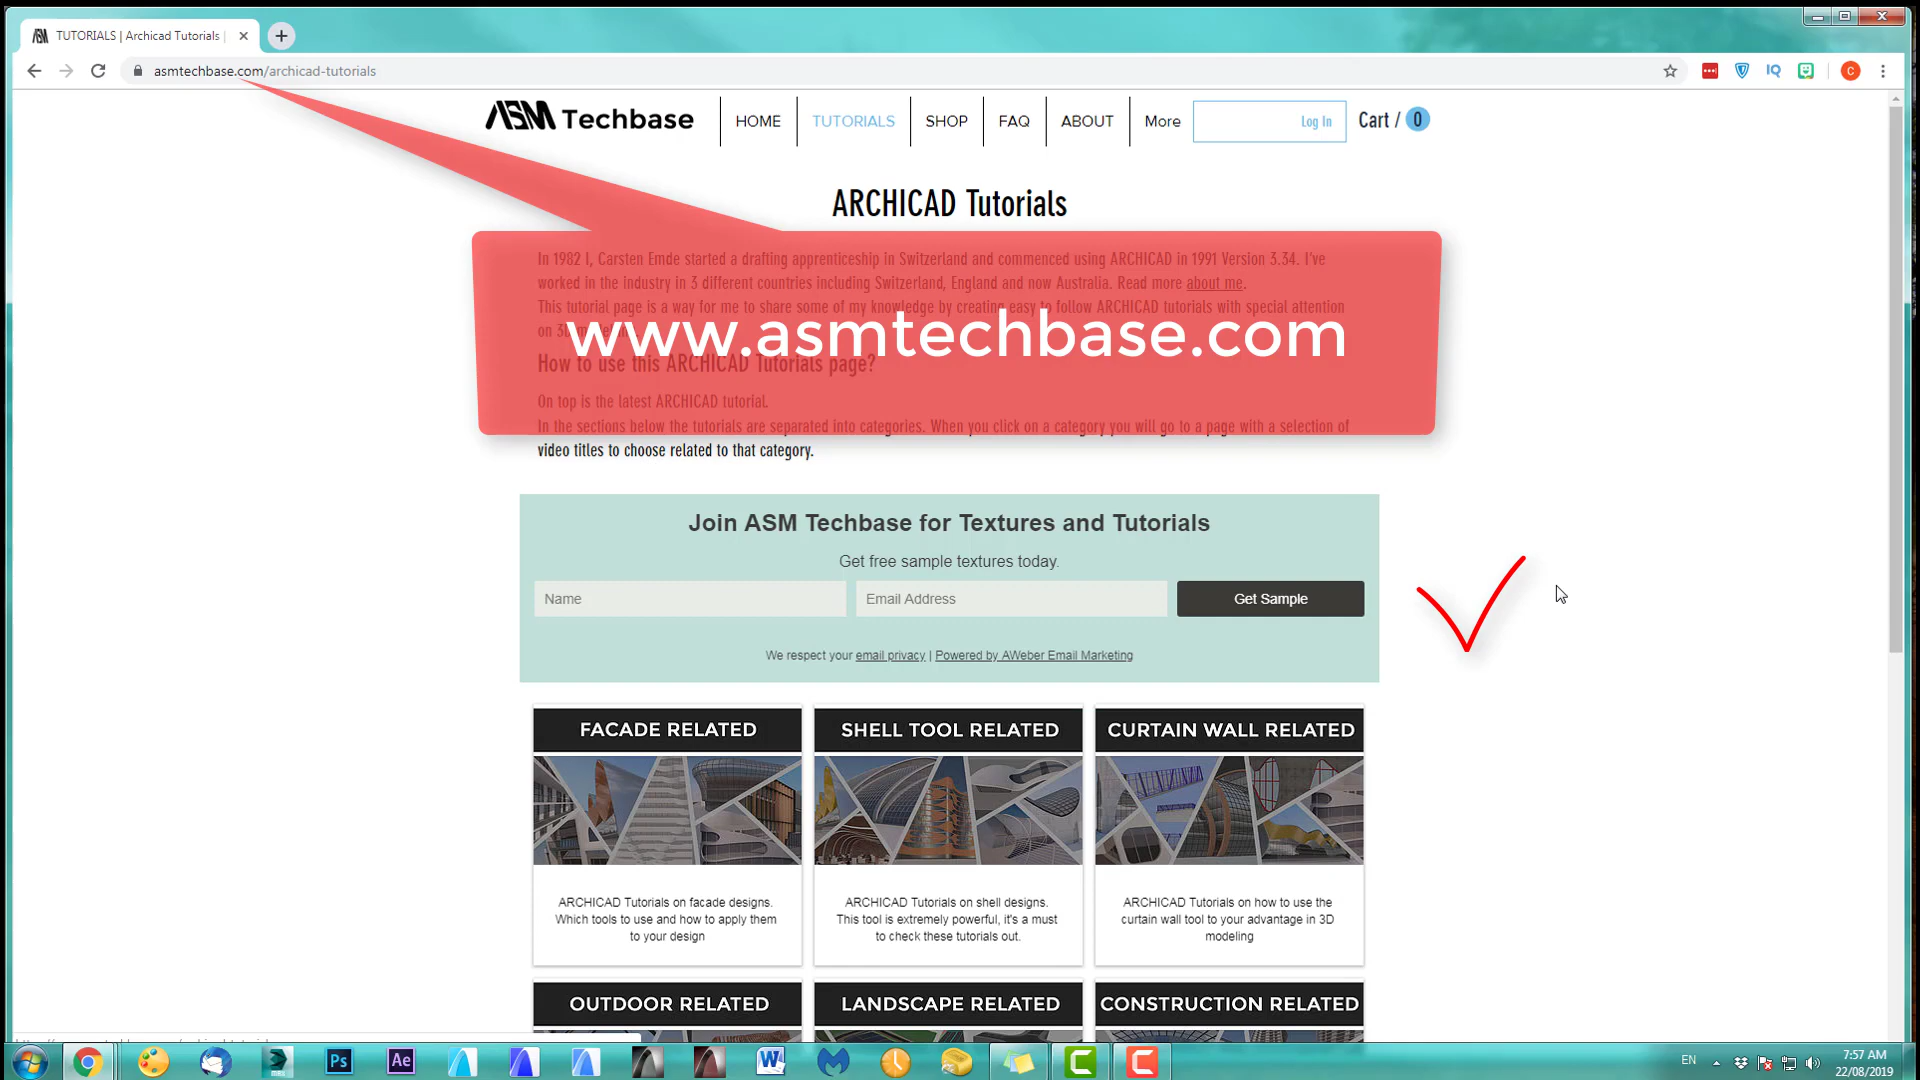 TUTORIALS | Archicad Tutorials |
asmtechbase.com/archicad-tutorials
ASM Techbase
HOME
TUTORIALS
SHOP
FAQ
ABOUT
More
Log In
Cart / 0
ARCHICAD Tutorials
In 1982 I, Carsten Emde started a drafting apprenticeship in Switzerland and commenced using ARCHICAD in 1991 Version 3.34. I've
worked in the industry in 3 different countries including Switzerland, England and now Australia. Read more about me.
This tutorial page is a way for me to share some of my knowledge by creating easy to follow ARCHICAD tutorials with special attention
on 3D
www.asmtechbase.com
How to use this ARCHICAD Tutorials page?
On top is the latest ARCHICAD tutorial.
In the sections below the tutorials are separated into categories. When you click on a category you will go to a page with a selection of
video titles to choose related to that category.
Join ASM Techbase for Textures and Tutorials
Get free sample textures today.
Name
Email Address
Get Sample
We respect your email privacy | Powered by AWeber Email Marketing
FACADE RELATED
SHELL TOOL RELATED
CURTAIN WALL RELATED
ARCHICAD Tutorials on facade designs.
Which tools to use and how to apply them
to your design
ARCHICAD Tutorials on shell designs.
This tool is extremely powerful, it's a must
to check these tutorials out.
ARCHICAD Tutorials on how to use the
curtain wall tool to your advantage in 3D
modeling
OUTDOOR RELATED
LANDSCAPE RELATED
CONSTRUCTION RELATED
Ps
Ae
EN
7:57 AM
22/08/2019